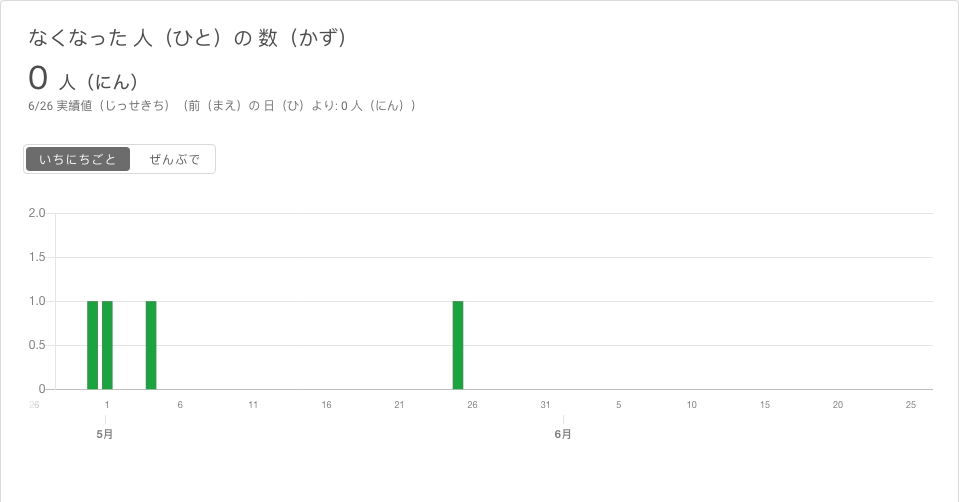 なくなった 人（ひと）の 数（かず）
0 人（にん）
6/26 実績値（じっせきち）（前（まえ）の 日（ひ）より: 0 人（にん））
いちにちごと ぜんぶで
2.0
1.5
1.0
0.5
0
26 1 6 11 16 21 26 31 5 10 15 20 25
5月 6月